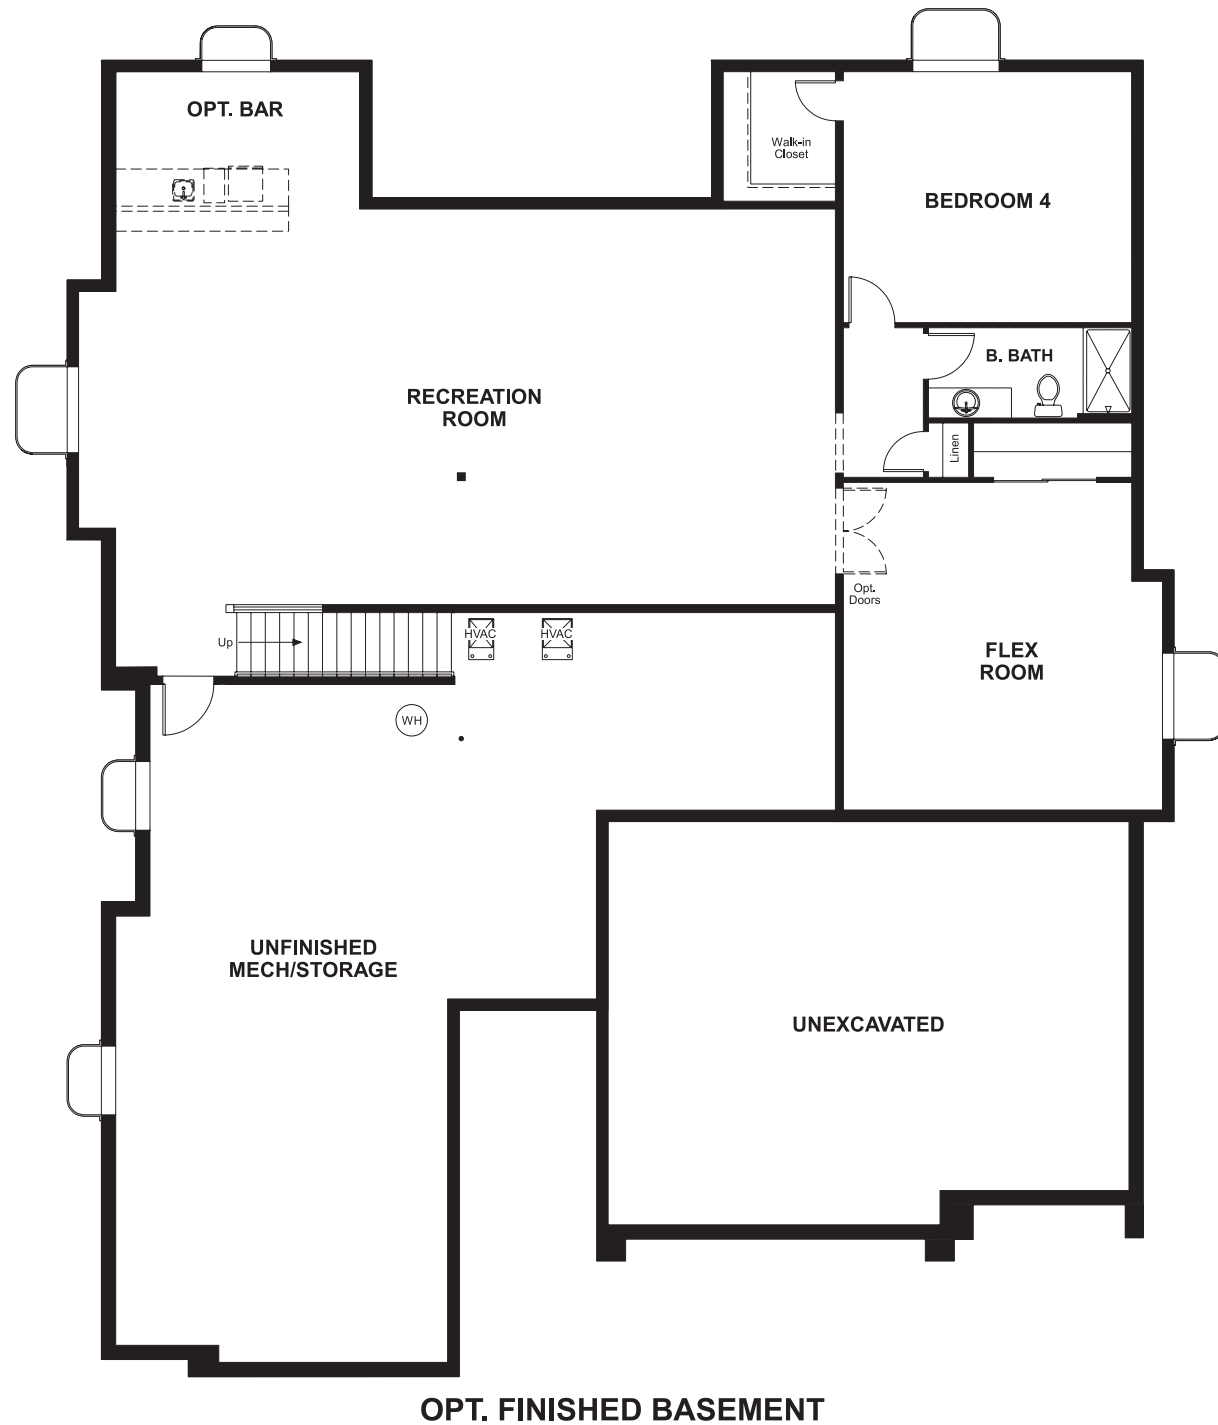 OPT. BAR
Walk-in
Closet
BEDROOM 4
B. BATH
RECREATION
ROOM
Linen
Opt.
Doors
Up
HVAC
HVAC
FLEX
ROOM
WH
UNFINISHED
MECH/STORAGE
UNEXCAVATED
OPT. FINISHED BASEMENT